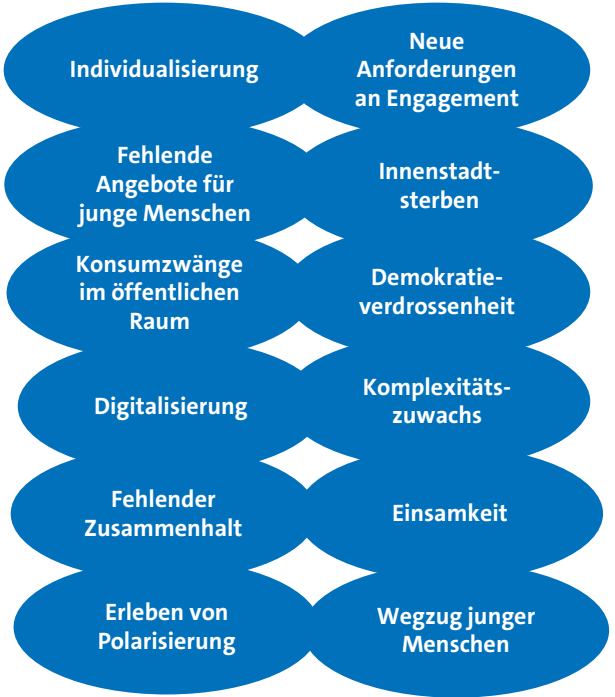 Individualisierung
Neue
Anforderungen
an Engagement
Fehlende
Angebote für
junge Menschen
Innenstadt-
sterben
Konsumzwänge
im öffentlichen
Raum
Demokratie-
verdrossenheit
Digitalisierung
Komplexitäts-
zuwachs
Fehlender
Zusammenhalt
Einsamkeit
Erleben von
Polarisierung
Wegzug junger
Menschen